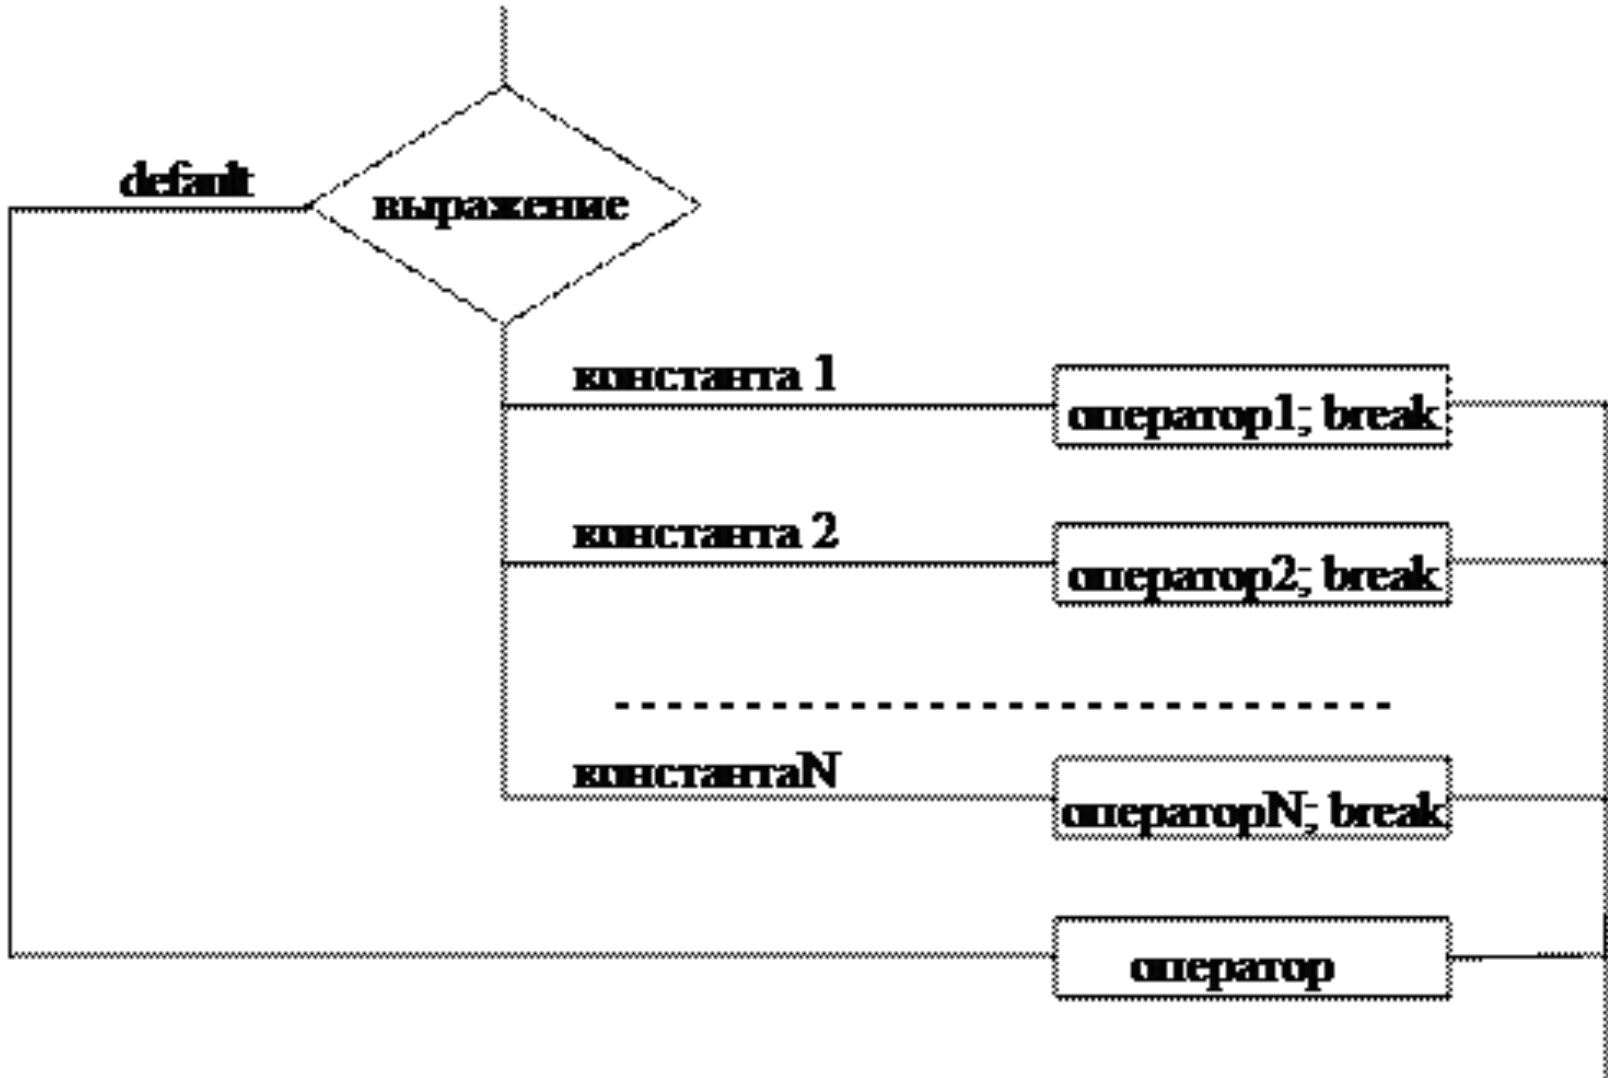 default
выражение
константа 1
оператор1; break
константа 2
оператор2; break
константаN
операторN; break
оператор